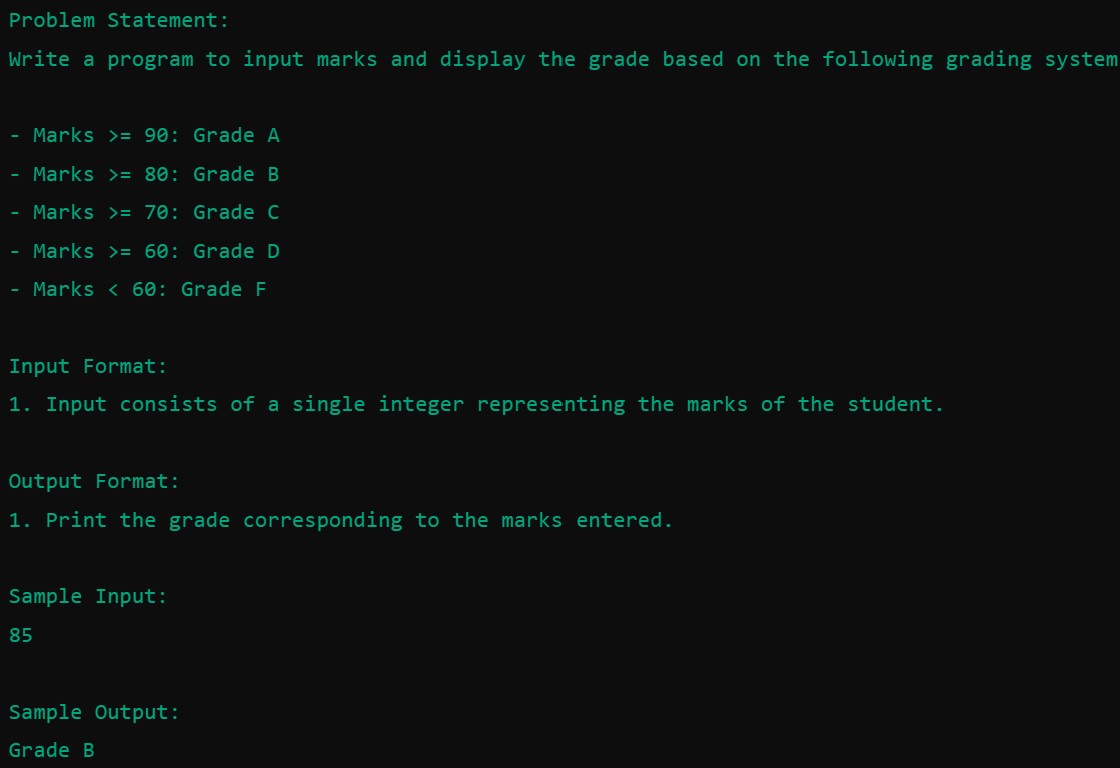 Problem Statement:
Write a program to input marks and display the grade based on the following grading system
- Marks >= 90: Grade A
- Marks >= 80: Grade B
- Marks >= 70: Grade C
- Marks >= 60: Grade D
- Marks < 60: Grade F
Input Format:
1. Input consists of a single integer representing the marks of the student.
Output Format:
1. Print the grade corresponding to the marks entered.
Sample Input:
85
Sample Output:
Grade B